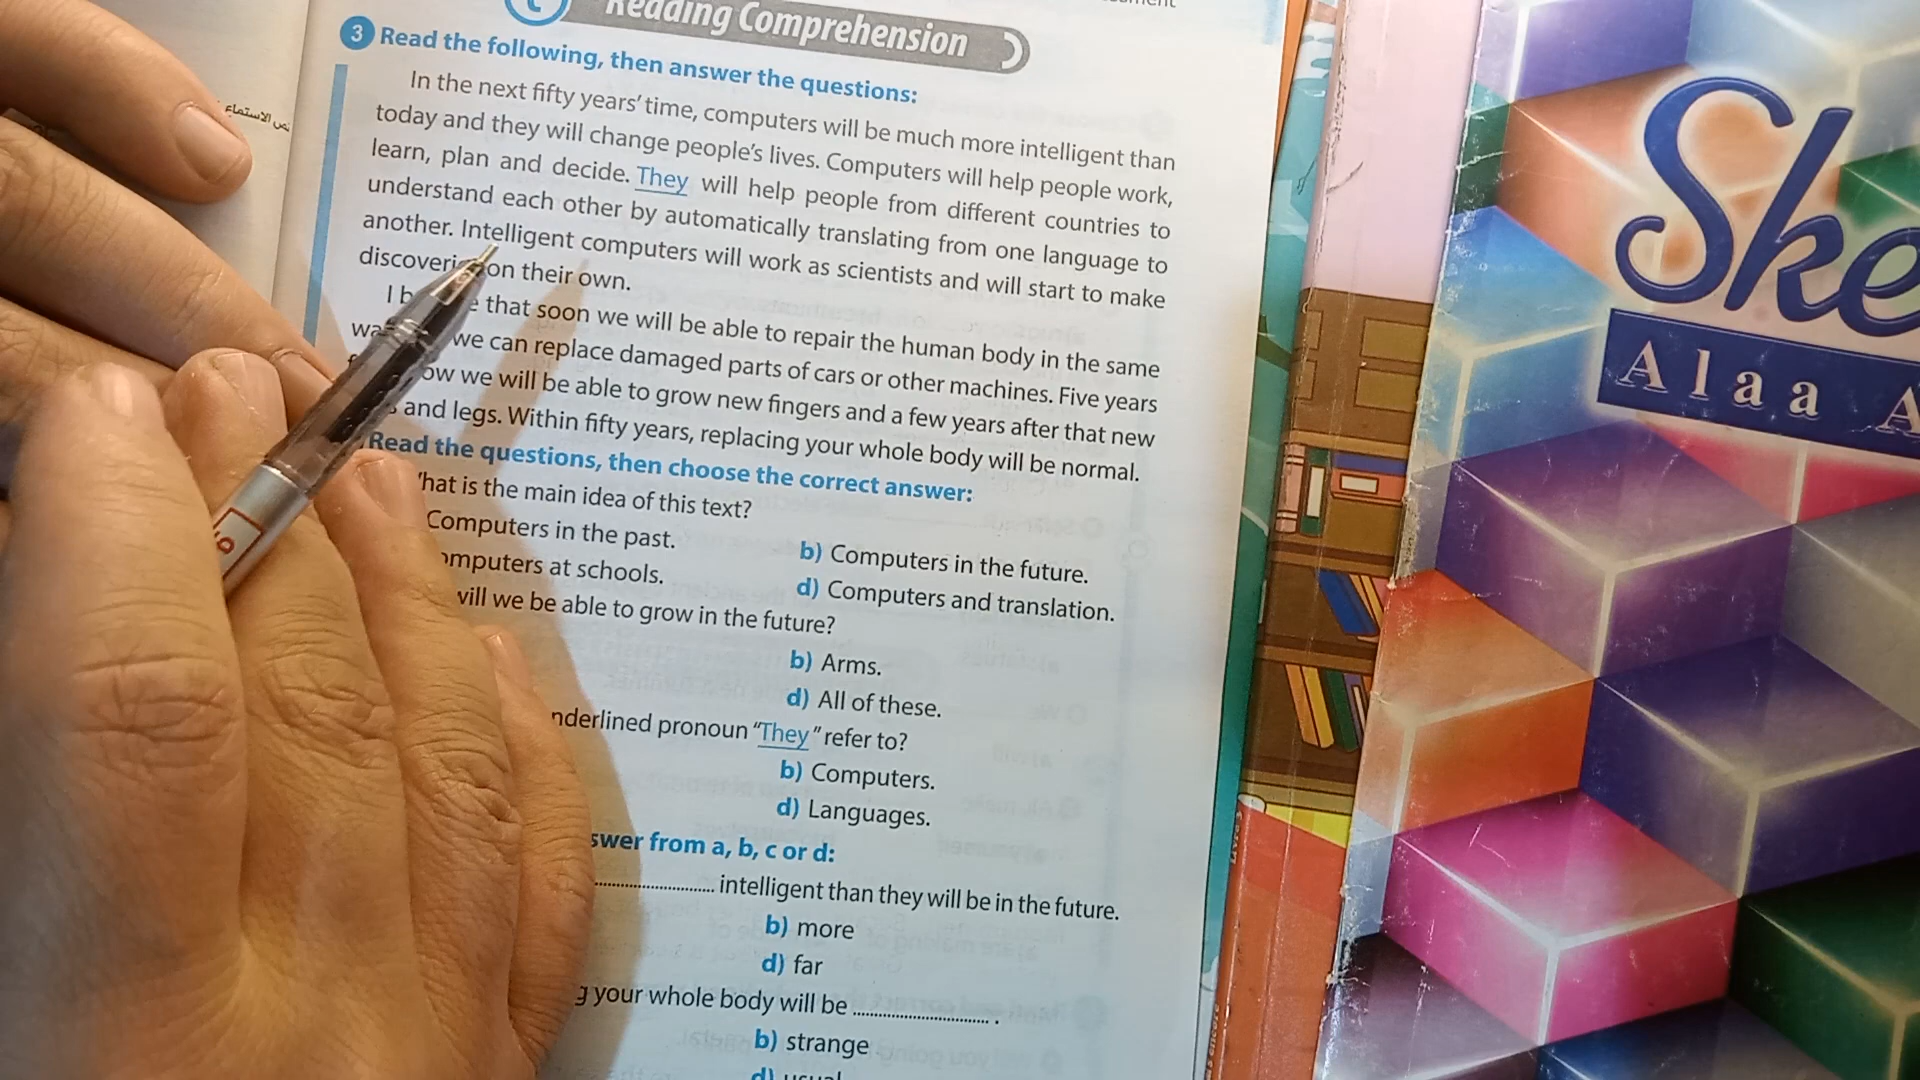 نص الاستماع
Reading Comprehension
3 Read the following, then answer the questions:
In the next fifty years' time, computers will be much more intelligent than
today and they will change people's lives. Computers will help people work,
learn, plan and decide. They will help people from different countries to
understand each other by automatically translating from one language to
another. Intelligent computers will work as scientists and will start to make
on their own.
I that soon we will be able to repair the human body in the same
we can replace damaged parts of cars or other machines. Five years
we will be able to grow new fingers and a few years after that new
and legs. Within fifty years, replacing your whole body will be normal.
Read the questions, then choose the correct answer:
is the main idea of this text?
Computers in the past.
b) Computers in the future.
at schools.
d) Computers and translation.
will we be able to grow in the future?
b) Arms.
d) All of these.
pronoun "They" refer to?
b) Computers.
d) Languages.
from a, b, c or d:
.................... intelligent than they will be in the future.
b) more
d) far
your whole body will be .................... .
b) strange
d) usual
Ske
Alaa A